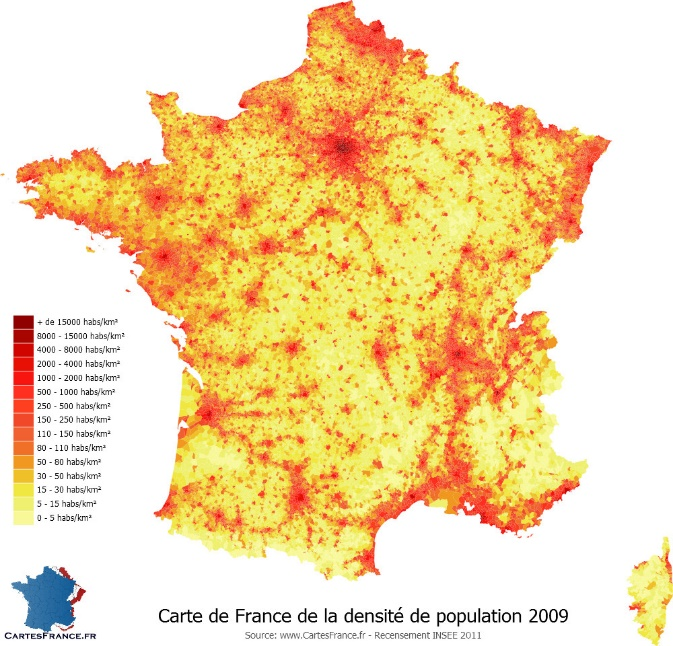 + de 15000 habs/km²
8000 - 15000 habs/km²
4000 - 8000 habs/km²
2000 - 4000 habs/km²
1000 - 2000 habs/km²
500 - 1000 habs/km²
250 - 500 habs/km²
150 - 250 habs/km²
110 - 150 habs/km²
80 - 110 habs/km²
50 - 80 habs/km²
30 - 50 habs/km²
15 - 30 habs/km²
5 - 15 habs/km²
0 - 5 habs/km²
CARTESFRANCE.FR
Carte de France de la densité de population 2009
Source: www.CartesFrance.fr - Recensement INSEE 2011